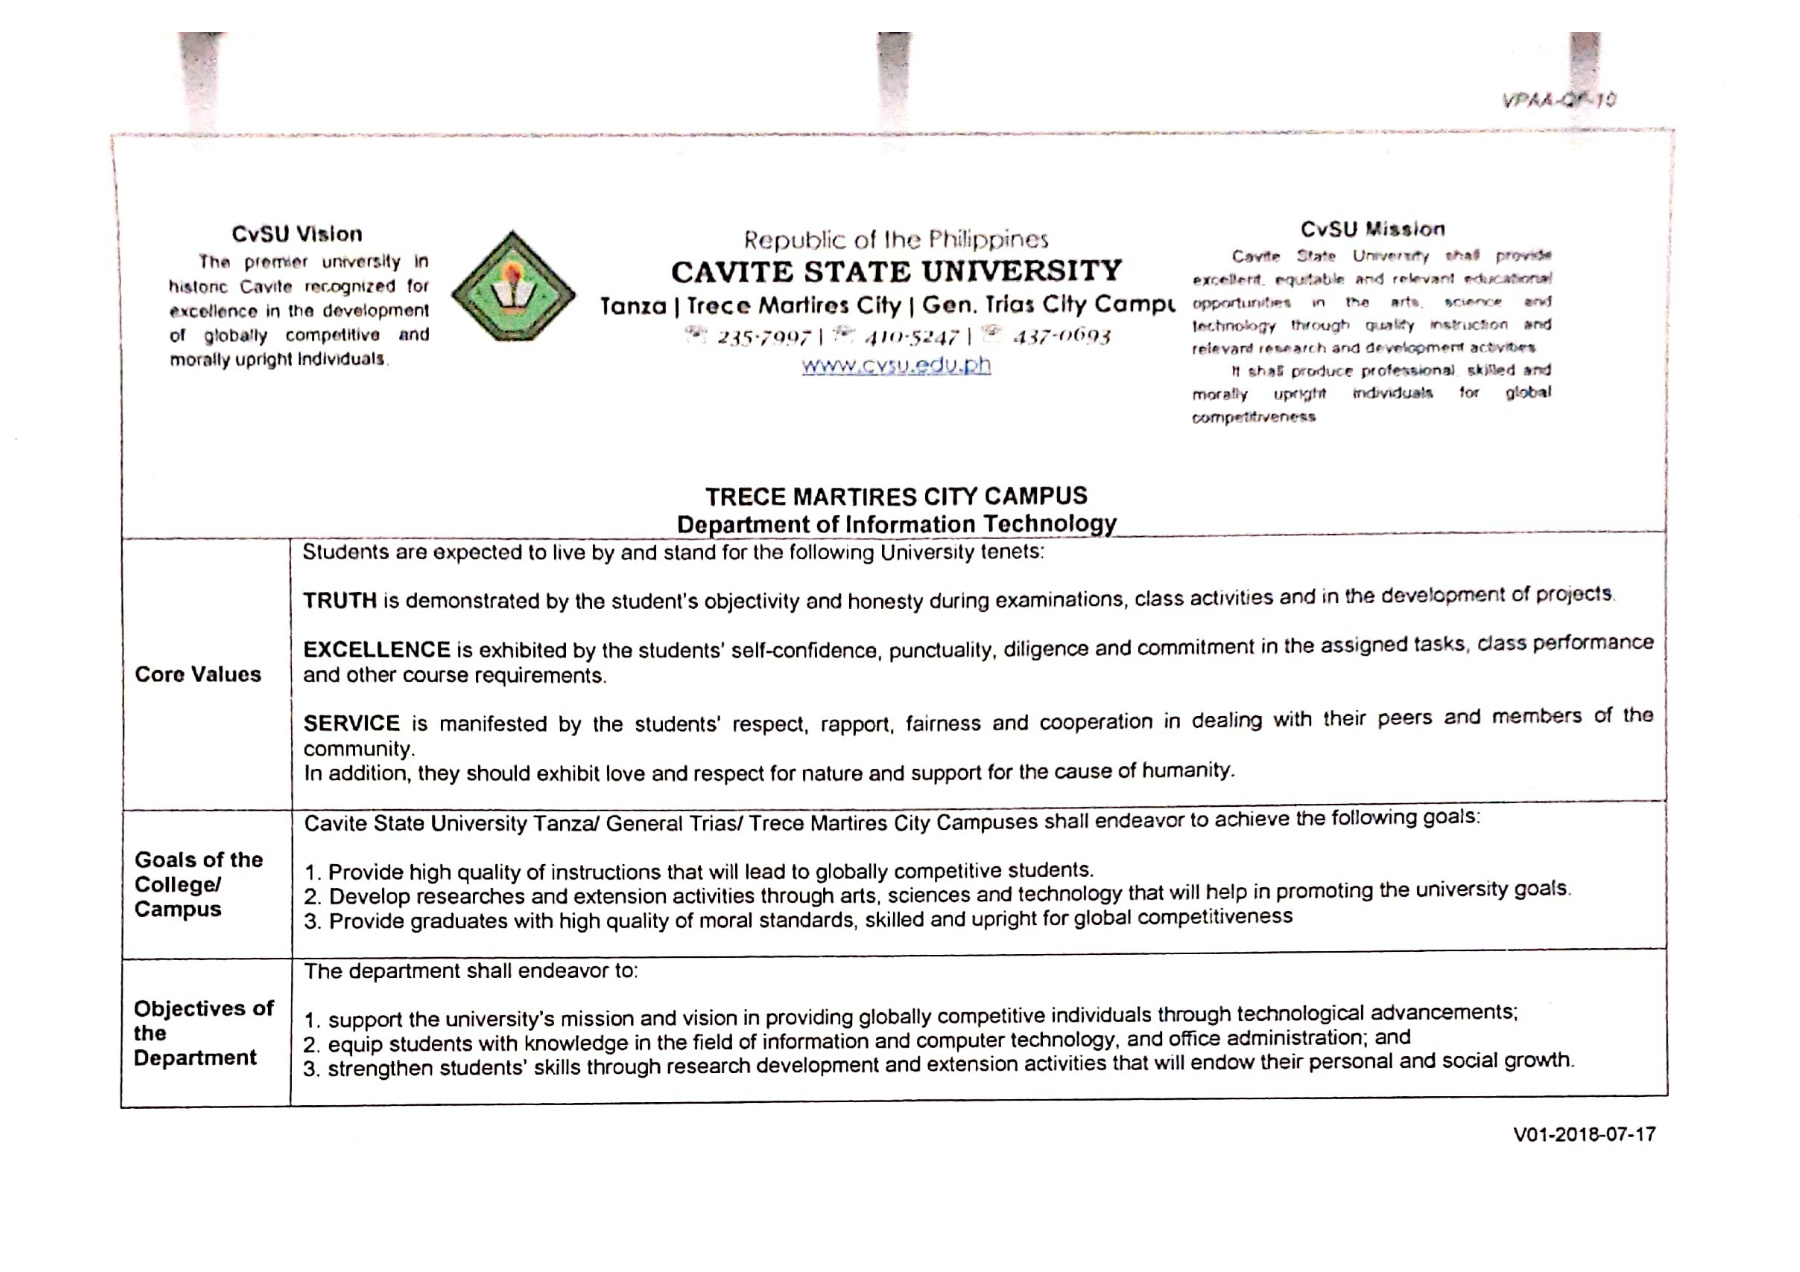 VPAA-QF-10
CvSU Vision
The premier university in
historic Cavite recognized for
excellence in the development
of globally competitive and
morally upright Individuals.
Republic of the Philippines
CAVITE STATE UNIVERSITY
Tanza | Trece Martires City | Gen. Trias City Campu
235-7997 | 410-5247 | 437-0693
www.cvsu.edu.ph
CvSU Mission
Cavite State University shall provide
excellent, equitable and relevant educational
opportunities in the arts, science and
technology through quality instruction and
relevant research and development activities
It shall produce professional, skilled and
morally upright individuals for global
competitiveness
TRECE MARTIRES CITY CAMPUS
Department of Information Technology
Core Values
Students are expected to live by and stand for the following University tenets:
TRUTH is demonstrated by the student's objectivity and honesty during examinations, class activities and in the development of projects.
EXCELLENCE is exhibited by the students' self-confidence, punctuality, diligence and commitment in the assigned tasks, class performance
and other course requirements.
SERVICE is manifested by the students' respect, rapport, fairness and cooperation in dealing with their peers and members of the
community.
In addition, they should exhibit love and respect for nature and support for the cause of humanity.
Goals of the
College/
Campus
Cavite State University Tanza/ General Trias/ Trece Martires City Campuses shall endeavor to achieve the following goals:
1. Provide high quality of instructions that will lead to globally competitive students.
2. Develop researches and extension activities through arts, sciences and technology that will help in promoting the university goals.
3. Provide graduates with high quality of moral standards, skilled and upright for global competitiveness
Objectives of
the
Department
The department shall endeavor to:
1. support the university's mission and vision in providing globally competitive individuals through technological advancements;
2. equip students with knowledge in the field of information and computer technology, and office administration; and
3. strengthen students' skills through research development and extension activities that will endow their personal and social growth.
V01-2018-07-17